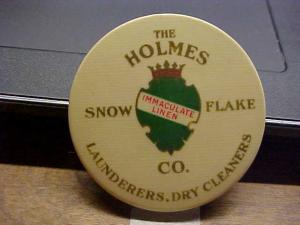 THE
HOLMES
SNOW FLAKE
IMMACULATE
LINEN
CO.
LAUNDERERS. DRY CLEANERS